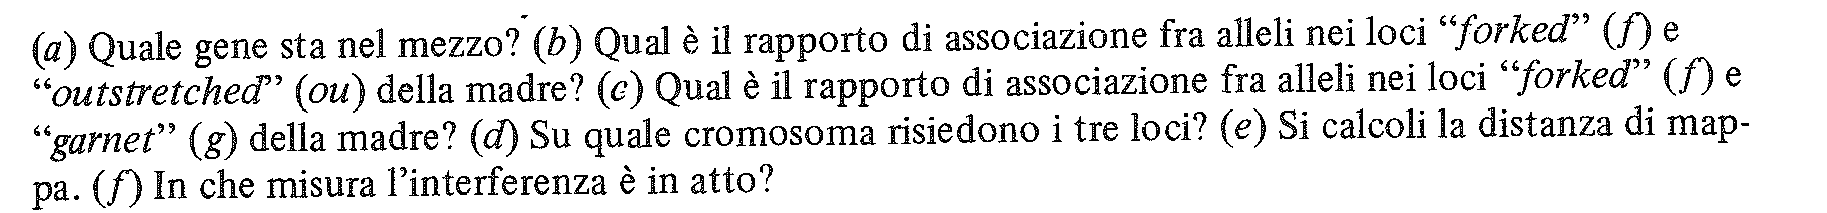 (a) Quale gene sta nel mezzo? (b) Qual è il rapporto di associazione fra alleli nei loci “forked” (f) e
“outstretched” (ou) della madre? (c) Qual è il rapporto di associazione fra alleli nei loci “forked” (f) e
“garnet” (g) della madre? (d) Su quale cromosoma risiedono i tre loci? (e) Si calcoli la distanza di map-
pa. (f) In che misura l’interferenza è in atto?